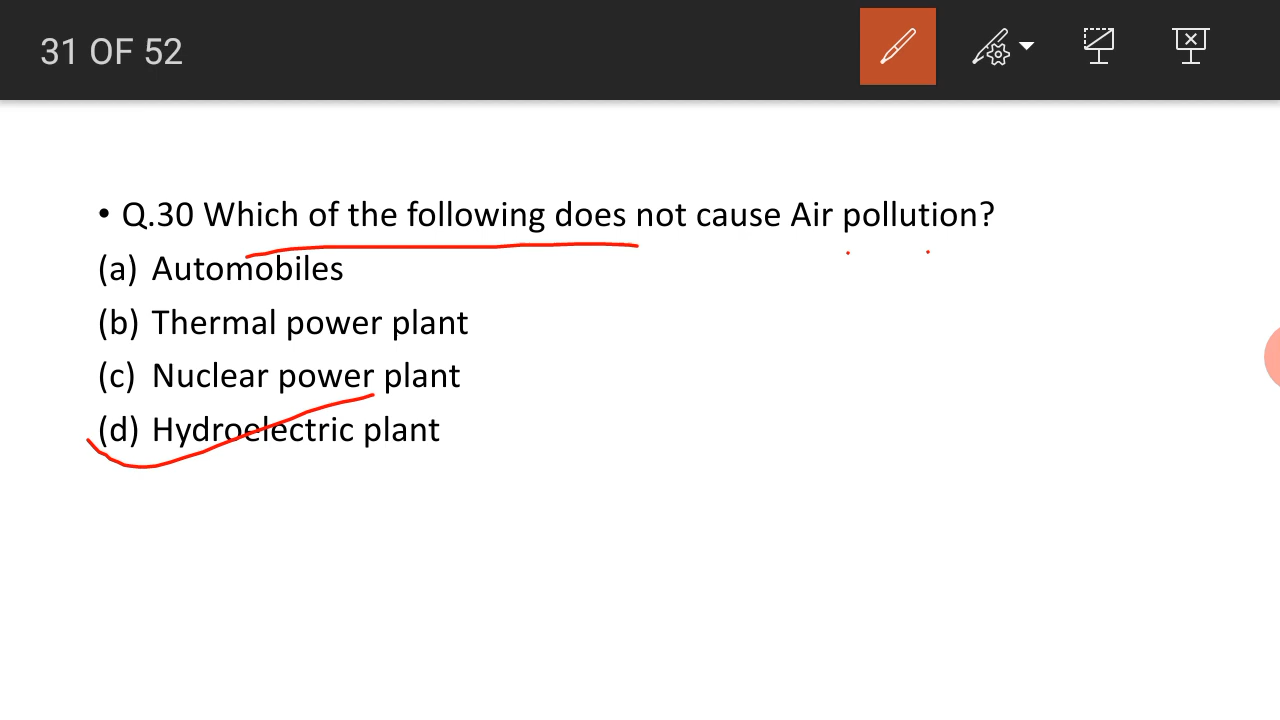 31 OF 52
• Q.30 Which of the following does not cause Air pollution?
(a) Automobiles
(b) Thermal power plant
(c) Nuclear power plant
(d) Hydroelectric plant